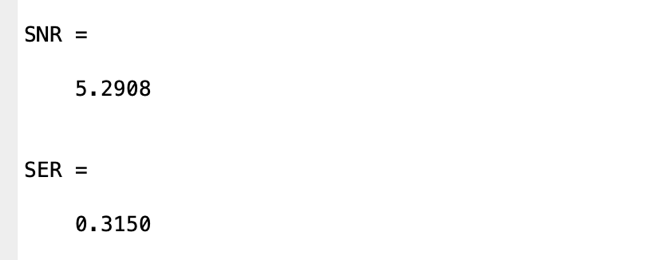 SNR =
5.2908
SER =
0.3150